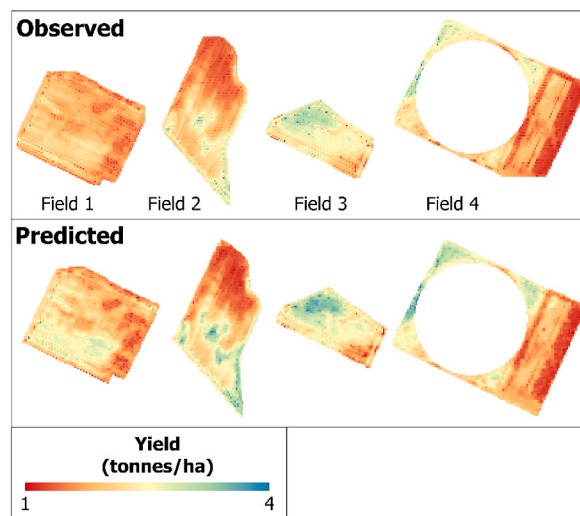 Observed
Field 1
Field 2
Field 3
Field 4
Predicted
Yield
(tonnes/ha)
1
4